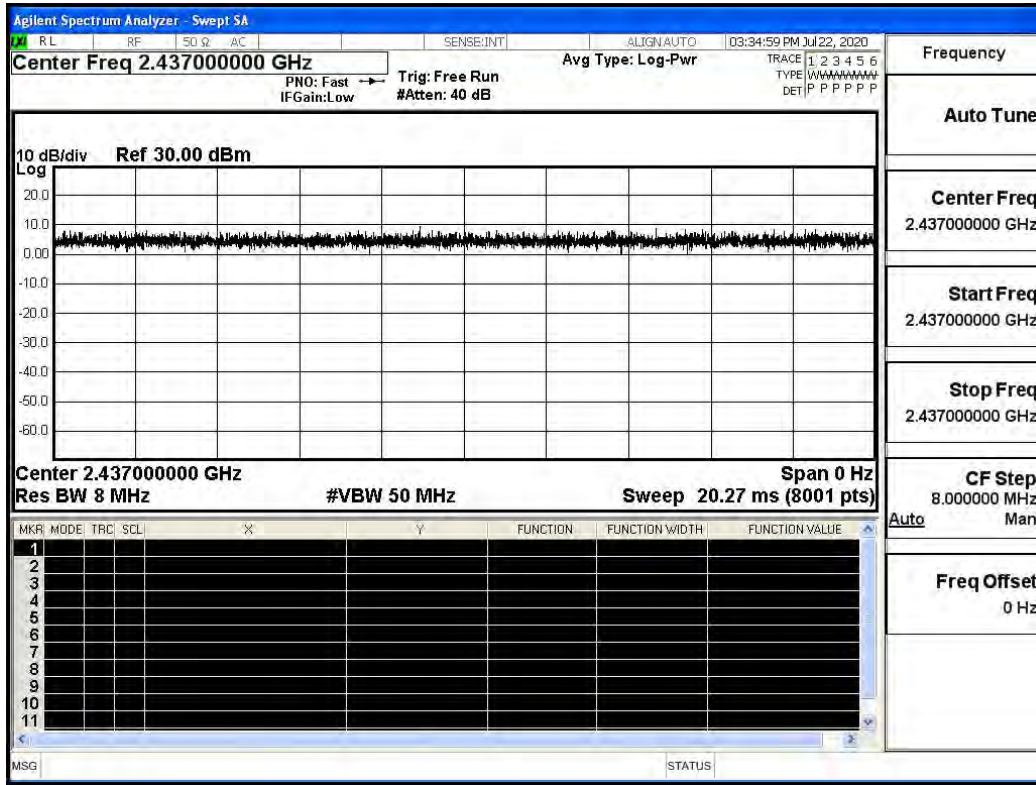 Agilent Spectrum Analyzer - Swept SA
LXI RL RF 50 Ω AC SENSE:INT ALIGN AUTO 03:34:59 PM Jul 22, 2020
Center Freq 2.437000000 GHz
PNO: Fast
IFGain:Low
Trig: Free Run
#Atten: 40 dB
Avg Type: Log-Pwr
TRACE 1 2 3 4 5 6
TYPE WWWWWW
DET P P P P P P
10 dB/div Ref 30.00 dBm
Log
20.0
10.0
0.00
-10.0
-20.0
-30.0
-40.0
-50.0
-60.0
Center 2.437000000 GHz Span 0 Hz
Res BW 8 MHz #VBW 50 MHz Sweep 20.27 ms (8001 pts)
MKR MODE TRC SCL X Y FUNCTION FUNCTION WIDTH FUNCTION VALUE
1
2
3
4
5
6
7
8
9
10
11
MSG STATUS
Frequency
Auto Tune
Center Freq
2.437000000 GHz
Start Freq
2.437000000 GHz
Stop Freq
2.437000000 GHz
CF Step
8.000000 MHz
Auto Man
Freq Offset
0 Hz